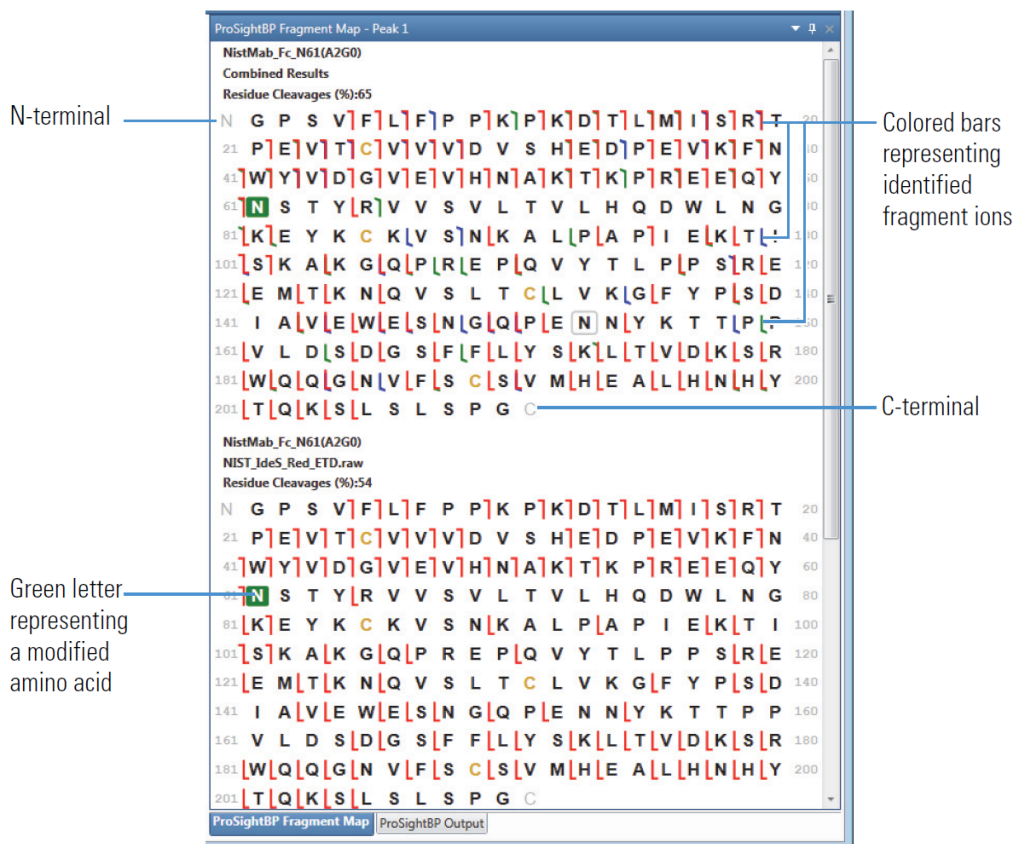 ProSightBP Fragment Map - Peak 1
NistMab_Fc_N61(A2G0)
Combined Results
Residue Cleavages (%):65
N-terminal
N G P S V F L F P P K P K D T L M I S R T 20
21 P E V T C V V V D V S H E D P E V K F N 40
41 W Y V D G V E V H N A K T K P R E E Q Y 60
61 N S T Y R V V S V L T V L H Q D W L N G 80
81 K E Y K C K V S N K A L P A P I E K T I 100
101 S K A K G Q P R E P Q V Y T L P P S R E 120
121 E M T K N Q V S L T C L V K G F Y P S D 140
141 I A V E W E S N G Q P E N N Y K T T P P 160
161 V L D S D G S F F L Y S K L T V D K S R 180
181 W Q Q G N V F S C S V M H E A L H N H Y 200
201 T Q K S L S L S P G C
Colored bars
representing
identified
fragment ions
C-terminal
NistMab_Fc_N61(A2G0)
NIST_IdeS_Red_ETD.raw
Residue Cleavages (%):54
N G P S V F L F P P K P K D T L M I S R T 20
21 P E V T C V V V D V S H E D P E V K F N 40
41 W Y V D G V E V H N A K T K P R E E Q Y 60
61 N S T Y R V V S V L T V L H Q D W L N G 80
81 K E Y K C K V S N K A L P A P I E K T I 100
101 S K A K G Q P R E P Q V Y T L P P S R E 120
121 E M T K N Q V S L T C L V K G F Y P S D 140
141 I A V E W E S N G Q P E N N Y K T T P P 160
161 V L D S D G S F F L Y S K L T V D K S R 180
181 W Q Q G N V F S C S V M H E A L H N H Y 200
201 T Q K S L S L S P G C
Green letter
representing
a modified
amino acid
ProSightBP Fragment Map
ProSightBP Output